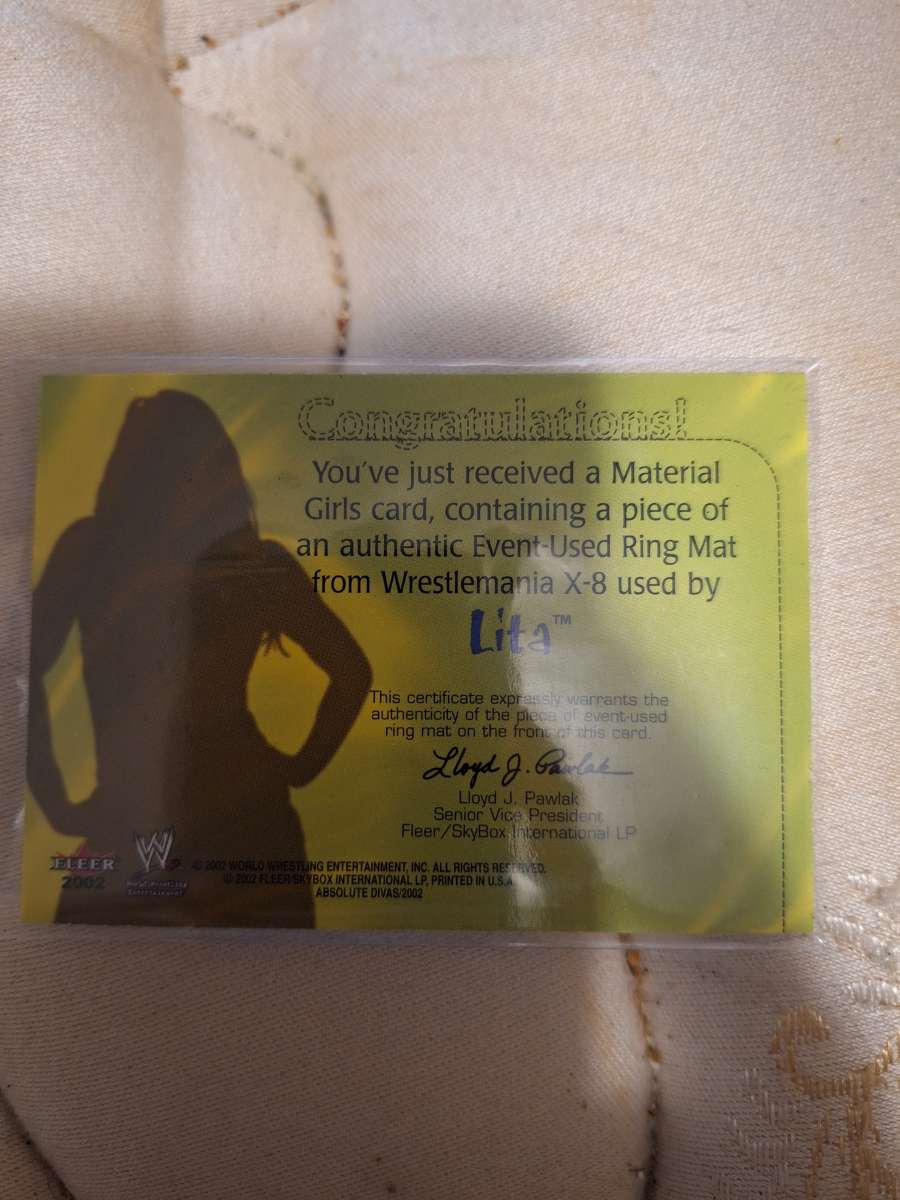 Congratulations!
You've just received a Material
Girls card, containing a piece of
an authentic Event-Used Ring Mat
from Wrestlemania X-8 used by
Lita™
This certificate expressly warrants the
authenticity of the piece of event-used
ring mat on the front of this card.
Lloyd J. Pawlak
Lloyd J. Pawlak
Senior Vice President
Fleer/SkyBox International LP
FLEER
2002
W
World Wrestling
Entertainment
© 2002 WORLD WRESTLING ENTERTAINMENT, INC. ALL RIGHTS RESERVED.
© 2002 FLEER/SKYBOX INTERNATIONAL LP, PRINTED IN U.S.A.
ABSOLUTE DIVAS/2002